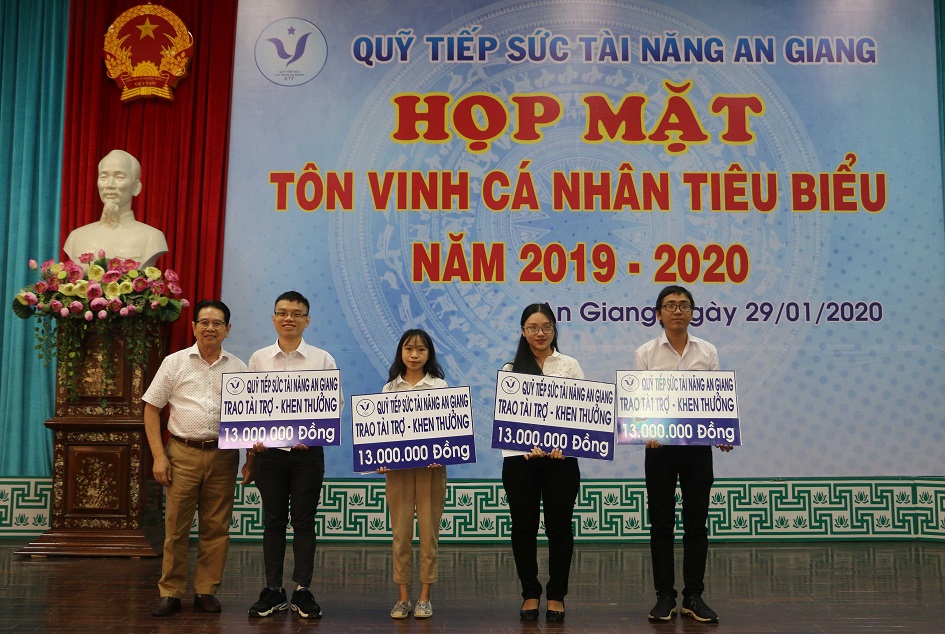 QUỸ TIẾP SỨC TÀI NĂNG AN GIANG
HỌP MẶT
TÔN VINH CÁ NHÂN TIÊU BIỂU
NĂM 2019 - 2020
An Giang, Ngày 29/01/2020
QUỸ TIẾP SỨC TÀI NĂNG AN GIANG
TRAO TÀI TRỢ - KHEN THƯỞNG
13.000.000 Đồng
QUỸ TIẾP SỨC TÀI NĂNG AN GIANG
TRAO TÀI TRỢ - KHEN THƯỞNG
13.000.000 Đồng
QUỸ TIẾP SỨC TÀI NĂNG AN GIANG
TRAO TÀI TRỢ - KHEN THƯỞNG
13.000.000 Đồng
QUỸ TIẾP SỨC TÀI NĂNG AN GIANG
TRAO TÀI TRỢ - KHEN THƯỞNG
13.000.000 Đồng